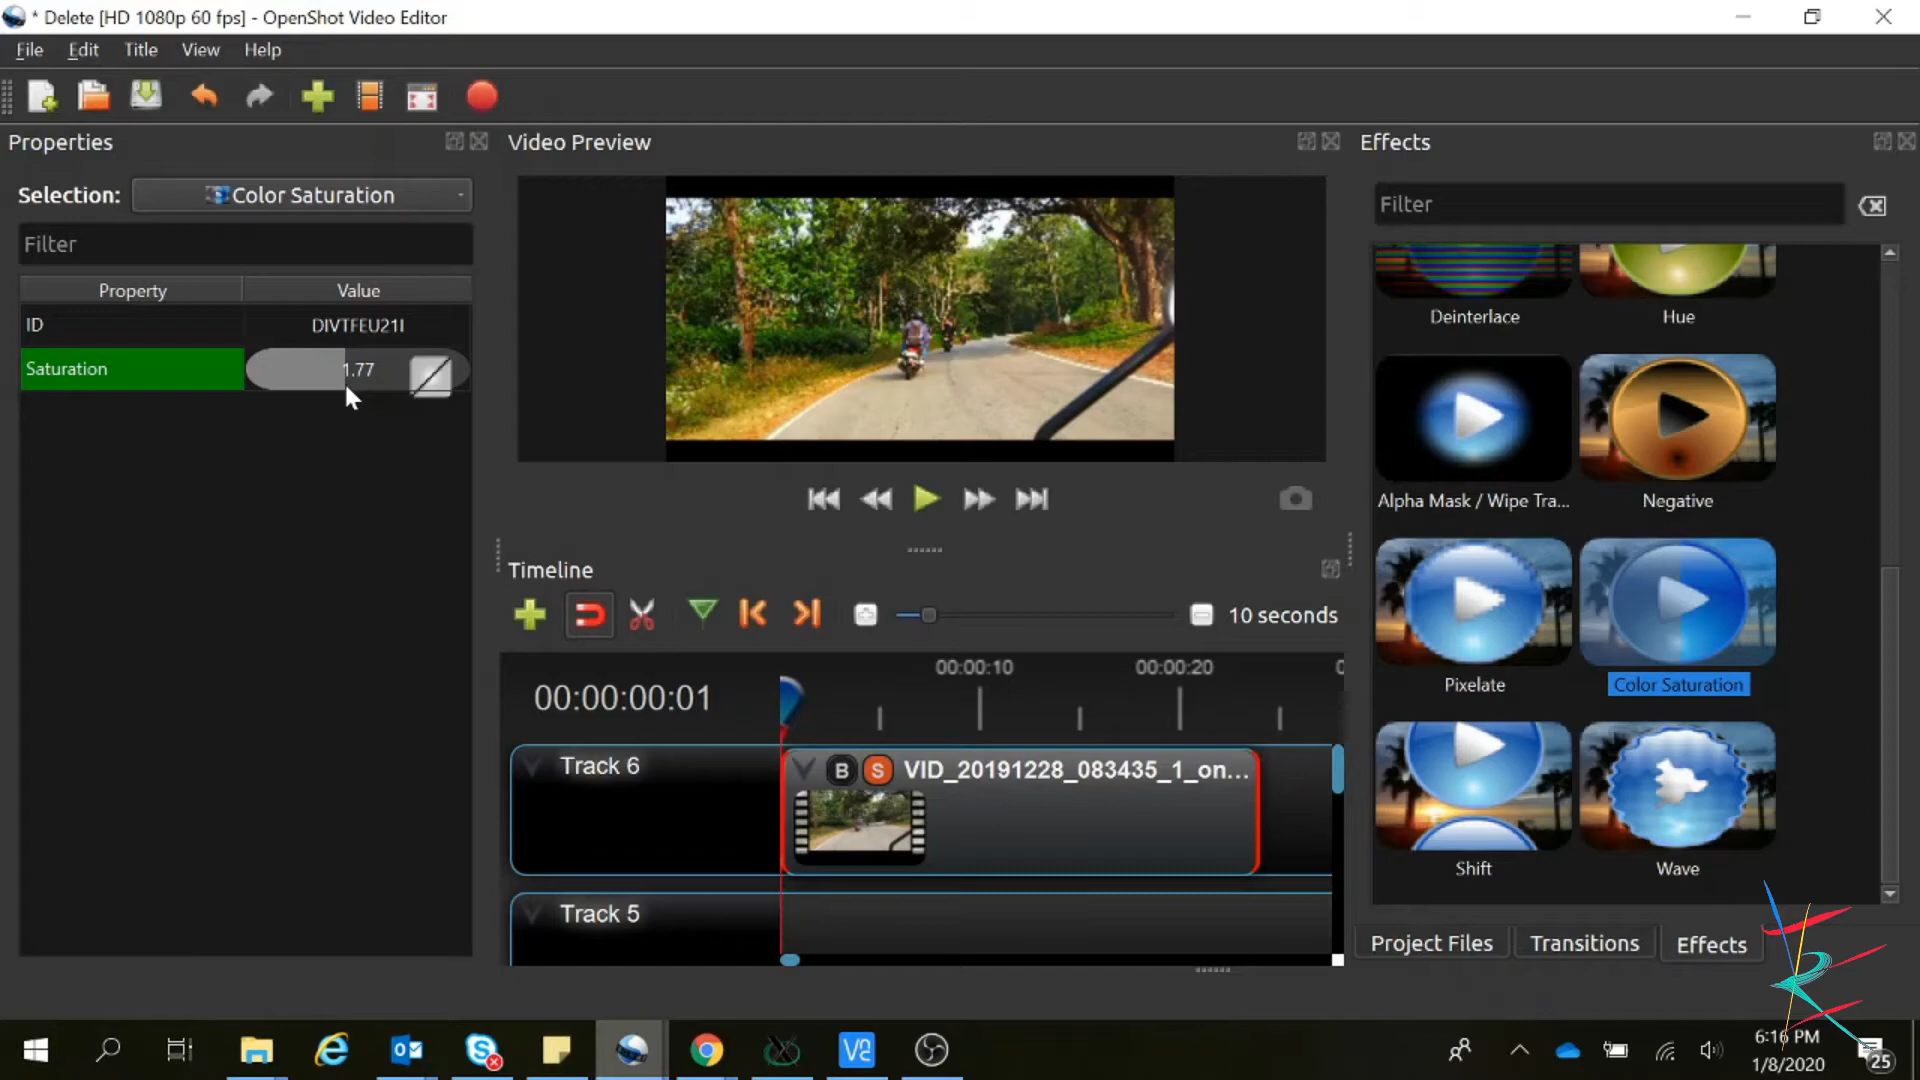 * Delete [HD 1080p 60 fps] - OpenShot Video Editor
File Edit Title View Help
Properties
Video Preview
Effects
Selection: Color Saturation
Filter
Filter
Property Value
ID DIVTFEU21I
Saturation 1.77
Deinterlace
Hue
Alpha Mask / Wipe Tra...
Negative
Pixelate
Color Saturation
Shift
Wave
Timeline
10 seconds
00:00:10
00:00:20
00:00:00:01
Track 6
B S VID_20191228_083435_1_on...
Track 5
Project Files
Transitions
Effects
6:16 PM
1/8/2020
25